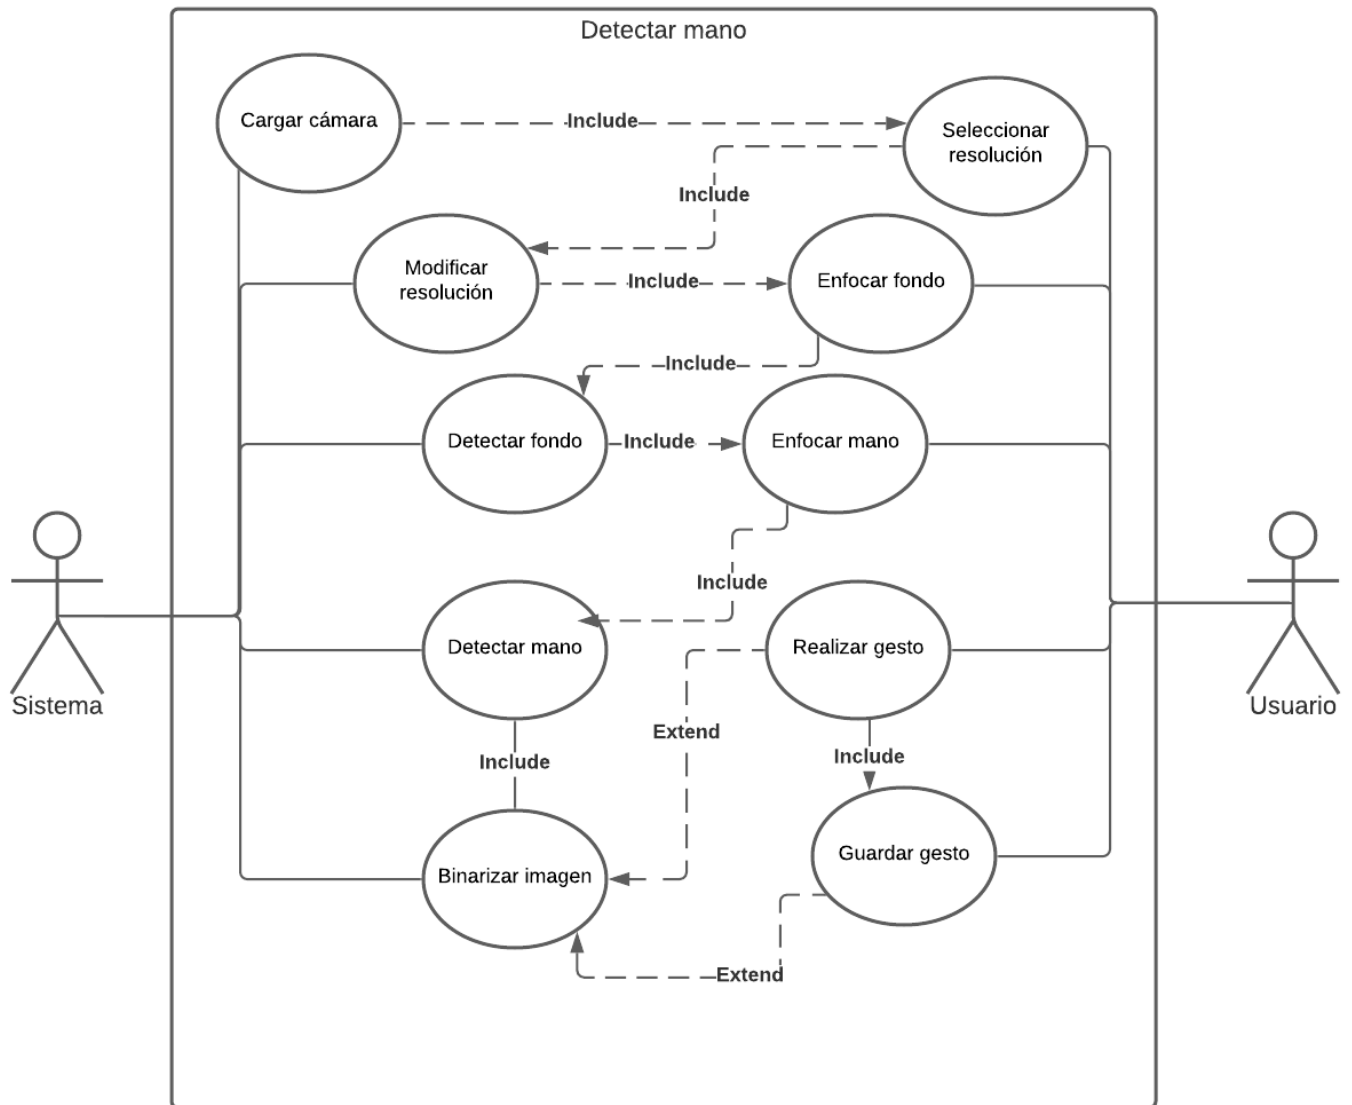 Detectar mano
Cargar cámara
Include
Seleccionar
resolución
Include
Modificar
resolución
Include
Enfocar fondo
Include
Detectar fondo
Include
Enfocar mano
Include
Detectar mano
Realizar gesto
Sistema
Usuario
Extend
Include
Include
Binarizar imagen
Guardar gesto
Extend